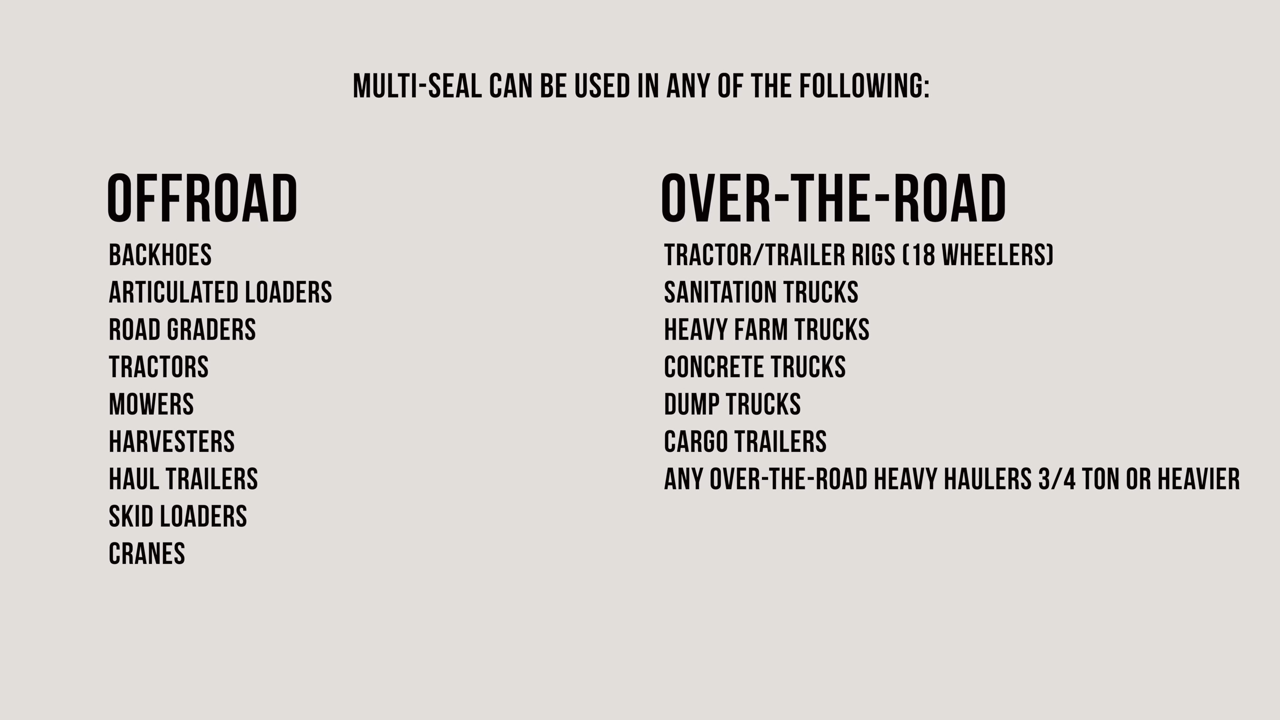 MULTI-SEAL CAN BE USED IN ANY OF THE FOLLOWING:
OFFROAD
BACKHOES
ARTICULATED LOADERS
ROAD GRADERS
TRACTORS
MOWERS
HARVESTERS
HAUL TRAILERS
SKID LOADERS
CRANES
OVER-THE-ROAD
TRACTOR/TRAILER RIGS (18 WHEELERS)
SANITATION TRUCKS
HEAVY FARM TRUCKS
CONCRETE TRUCKS
DUMP TRUCKS
CARGO TRAILERS
ANY OVER-THE-ROAD HEAVY HAULERS 3/4 TON OR HEAVIER